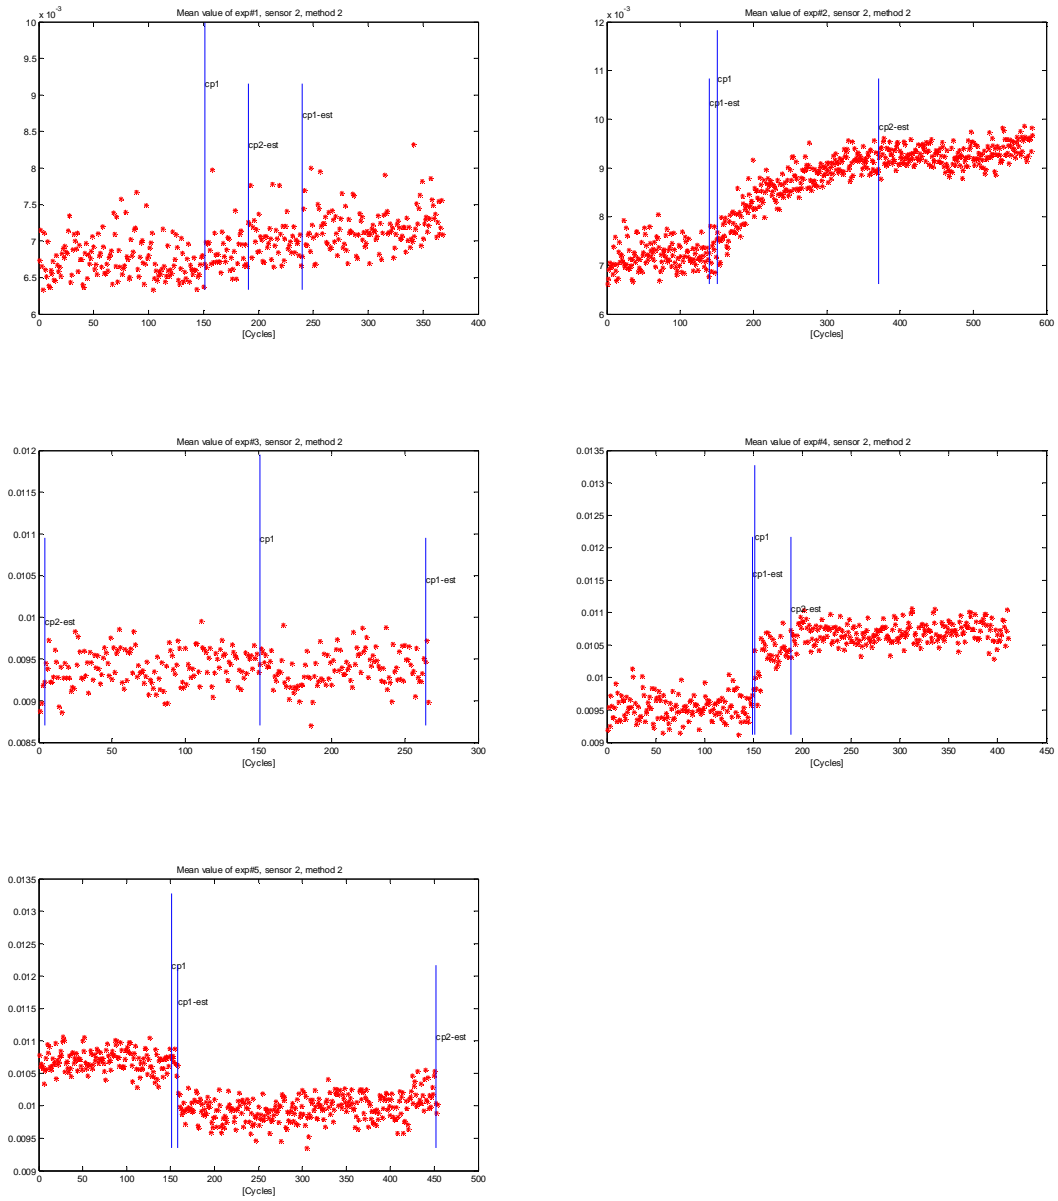 Mean value of exp#1, sensor 2, method 2
x 10^-3
10
9.5
9
8.5
8
7.5
7
6.5
6
0 50 100 150 200 250 300 350 400
[Cycles]
cp1
cp2-est
cp1-est
Mean value of exp#2, sensor 2, method 2
x 10^-3
12
11
10
9
8
7
6
0 100 200 300 400 500 600
[Cycles]
cp1
cp1-est
cp2-est
Mean value of exp#3, sensor 2, method 2
0.012
0.0115
0.011
0.0105
0.01
0.0095
0.009
0.0085
0 50 100 150 200 250 300
[Cycles]
cp1
cp1-est
cp2-est
Mean value of exp#4, sensor 2, method 2
0.0135
0.013
0.0125
0.012
0.0115
0.011
0.0105
0.01
0.0095
0.009
0 50 100 150 200 250 300 350 400 450
[Cycles]
cp1
cp1-est
cp2-est
Mean value of exp#5, sensor 2, method 2
0.0135
0.013
0.0125
0.012
0.0115
0.011
0.0105
0.01
0.0095
0.009
0 50 100 150 200 250 300 350 400 450 500
[Cycles]
cp1
cp1-est
cp2-est